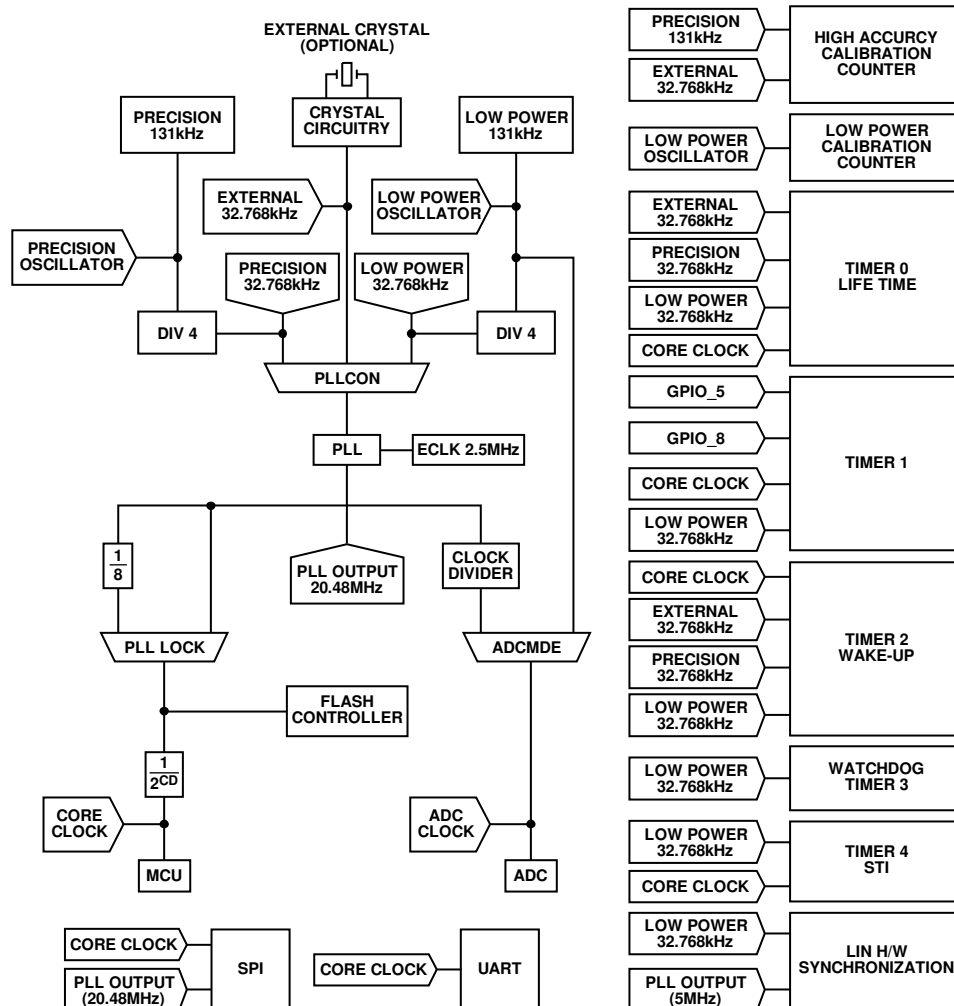 EXTERNAL CRYSTAL
(OPTIONAL)
CRYSTAL
CIRCUITRY
PRECISION
131kHz
LOW POWER
131kHz
EXTERNAL
32.768kHz
LOW POWER
OSCILLATOR
PRECISION
OSCILLATOR
PRECISION
32.768kHz
LOW POWER
32.768kHz
DIV 4
DIV 4
PLLCON
PLL
ECLK 2.5MHz
1
8
PLL OUTPUT
20.48MHz
CLOCK
DIVIDER
PLL LOCK
ADCMDE
FLASH
CONTROLLER
1
2CD
CORE
CLOCK
ADC
CLOCK
MCU
ADC
CORE CLOCK
PLL OUTPUT
(20.48MHz)
SPI
CORE CLOCK
UART
PRECISION
131kHz
EXTERNAL
32.768kHz
HIGH ACCURCY
CALIBRATION
COUNTER
LOW POWER
OSCILLATOR
LOW POWER
CALIBRATION
COUNTER
EXTERNAL
32.768kHz
PRECISION
32.768kHz
LOW POWER
32.768kHz
CORE CLOCK
TIMER 0
LIFE TIME
GPIO_5
GPIO_8
CORE CLOCK
LOW POWER
32.768kHz
TIMER 1
CORE CLOCK
EXTERNAL
32.768kHz
PRECISION
32.768kHz
LOW POWER
32.768kHz
TIMER 2
WAKE-UP
LOW POWER
32.768kHz
WATCHDOG
TIMER 3
LOW POWER
32.768kHz
CORE CLOCK
TIMER 4
STI
LOW POWER
32.768kHz
PLL OUTPUT
(5MHz)
LIN H/W
SYNCHRONIZATION